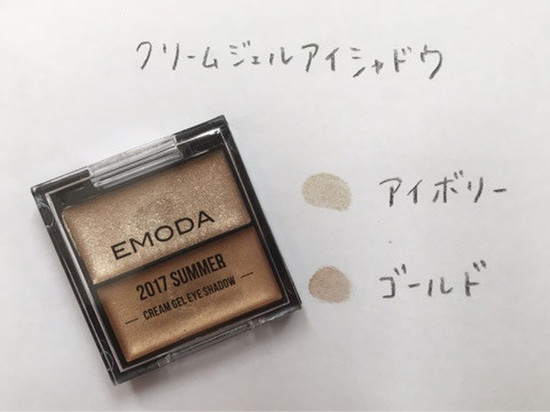 クリームジェルアイシャドウ
EMODA
2017 SUMMER
CREAM GEL EYE SHADOW
アイボリー
ゴールド